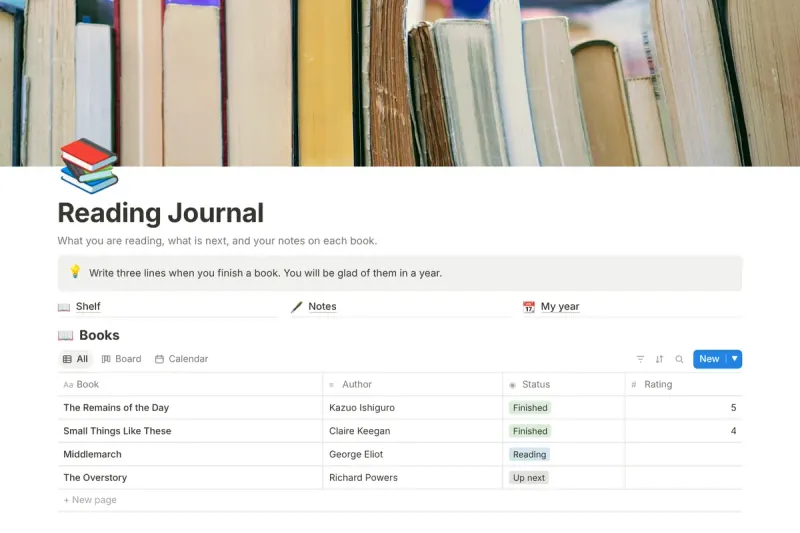 Reading Journal
What you are reading, what is next, and your notes on each book.
Write three lines when you finish a book. You will be glad of them in a year.
Shelf Notes My year
Books
All Board Calendar New
Aa Book Author Status # Rating
The Remains of the Day Kazuo Ishiguro Finished 5
Small Things Like These Claire Keegan Finished 4
Middlemarch George Eliot Reading
The Overstory Richard Powers Up next
+ New page